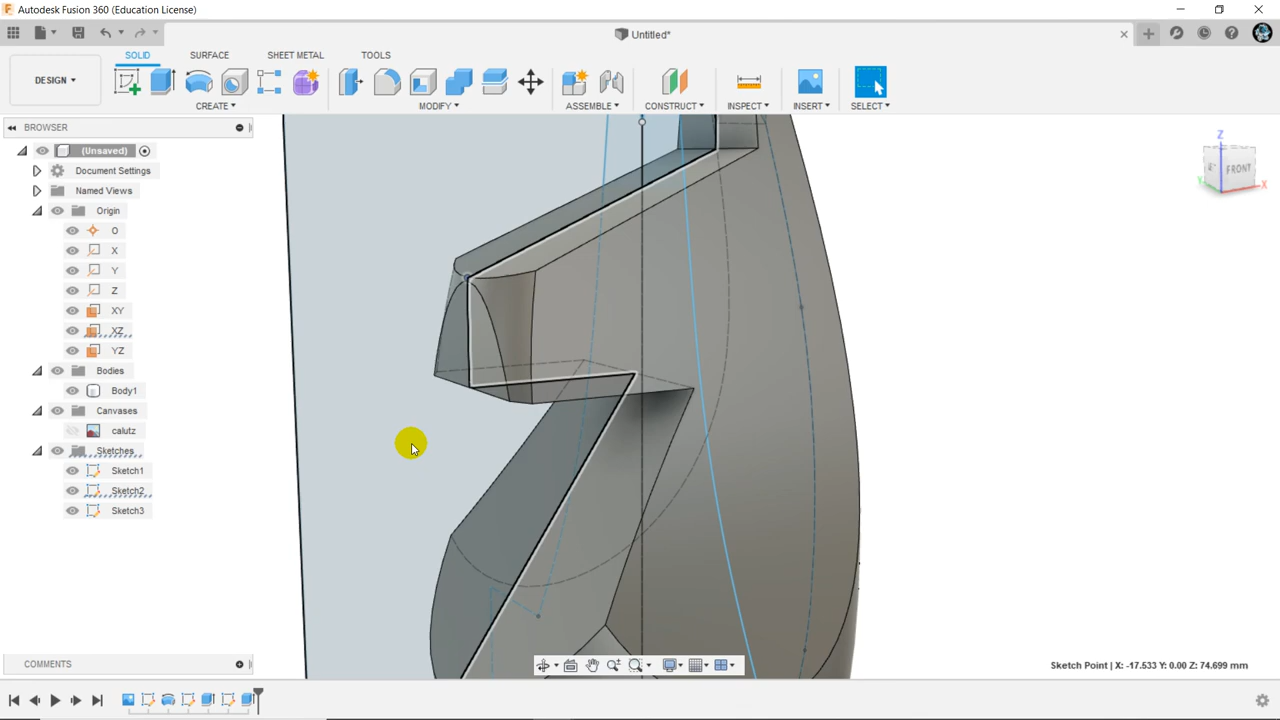 Autodesk Fusion 360 (Education License)
Untitled*
SOLID SURFACE SHEET METAL TOOLS
DESIGN ▾
CREATE ▾ MODIFY ▾ ASSEMBLE ▾ CONSTRUCT ▾ INSPECT ▾ INSERT ▾ SELECT ▾
BROWSER
(Unsaved)
Document Settings
Named Views
Origin
O
X
Y
Z
XY
XZ
YZ
Bodies
Body1
Canvases
calutz
Sketches
Sketch1
Sketch2
Sketch3
Z
FRONT
X
Y
COMMENTS
Sketch Point | X: -17.533 Y: 0.00 Z: 74.699 mm